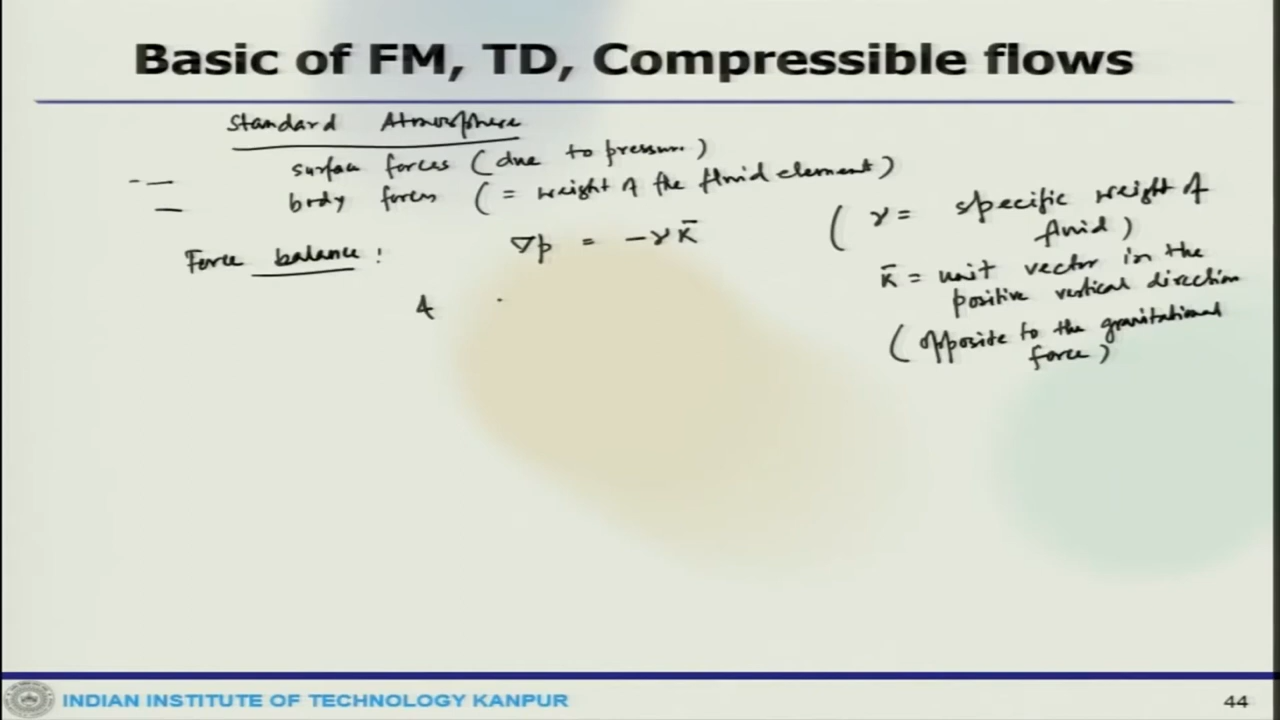 Basic of FM, TD, Compressible flows
Standard Atmosphere
surface forces (due to pressure)
body forces (= weight of the fluid element)
Force balance : ∇p = -γ k̄
(γ = specific weight of
fluid)
k̄ = unit vector in the
positive vertical direction
(opposite to the gravitational
force)
INDIAN INSTITUTE OF TECHNOLOGY KANPUR
44